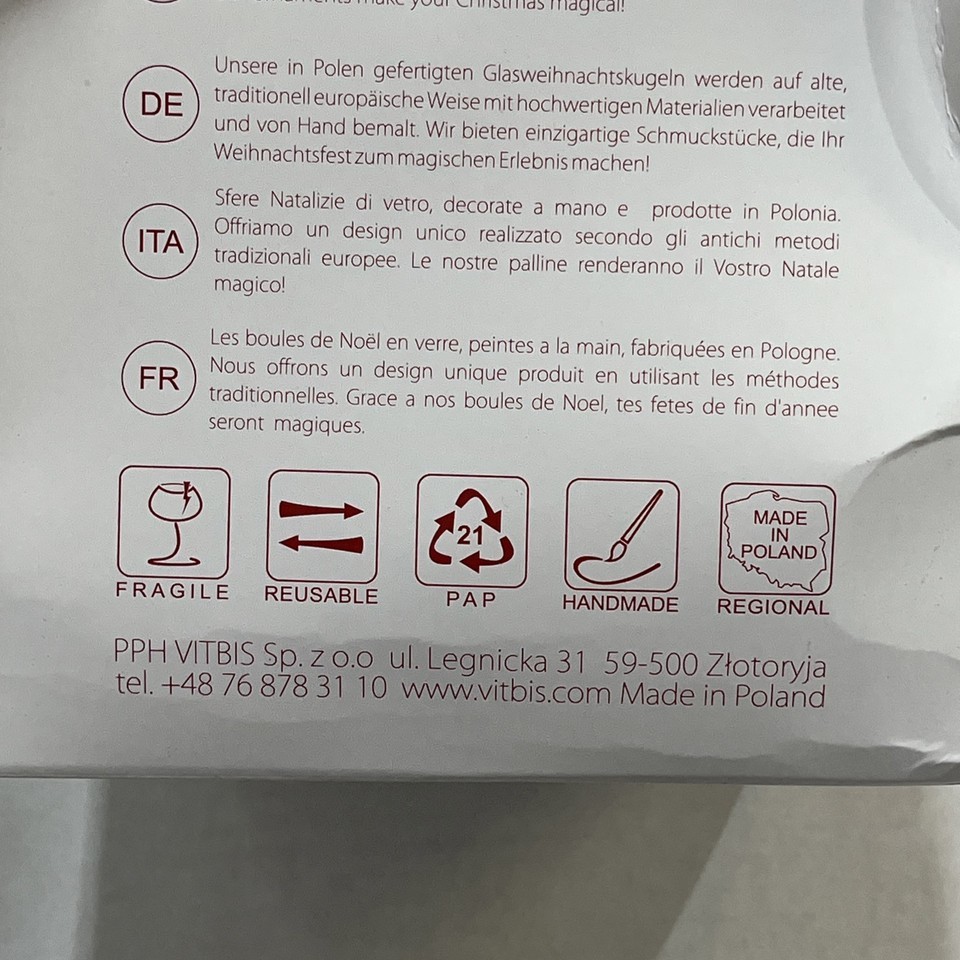 make your Christmas magical!
DE
Unsere in Polen gefertigten Glasweihnachtskugeln werden auf alte,
traditionell europäische Weise mit hochwertigen Materialien verarbeitet
und von Hand bemalt. Wir bieten einzigartige Schmuckstücke, die Ihr
Weihnachtsfest zum magischen Erlebnis machen!
ITA
Sfere Natalizie di vetro, decorate a mano e prodotte in Polonia.
Offriamo un design unico realizzato secondo gli antichi metodi
tradizionali europee. Le nostre palline renderanno il Vostro Natale
magico!
FR
Les boules de Noël en verre, peintes a la main, fabriquées en Pologne.
Nous offrons un design unique produit en utilisant les méthodes
traditionnelles. Grace a nos boules de Noel, tes fetes de fin d'annee
seront magiques.
21
MADE
IN
POLAND
FRAGILE REUSABLE PAP HANDMADE REGIONAL
PPH VITBIS Sp. z o.o ul. Legnicka 31 59-500 Złotoryja
tel. +48 76 878 31 10 www.vitbis.com Made in Poland